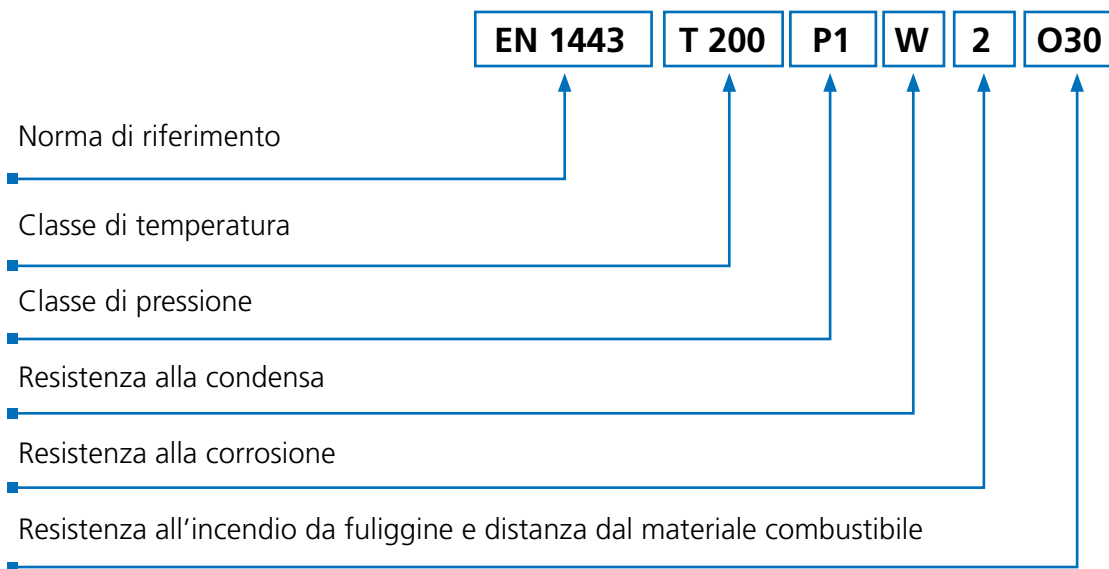 EN 1443 T 200 P1 W 2 O30
Norma di riferimento
Classe di temperatura
Classe di pressione
Resistenza alla condensa
Resistenza alla corrosione
Resistenza all’incendio da fuliggine e distanza dal materiale combustibile